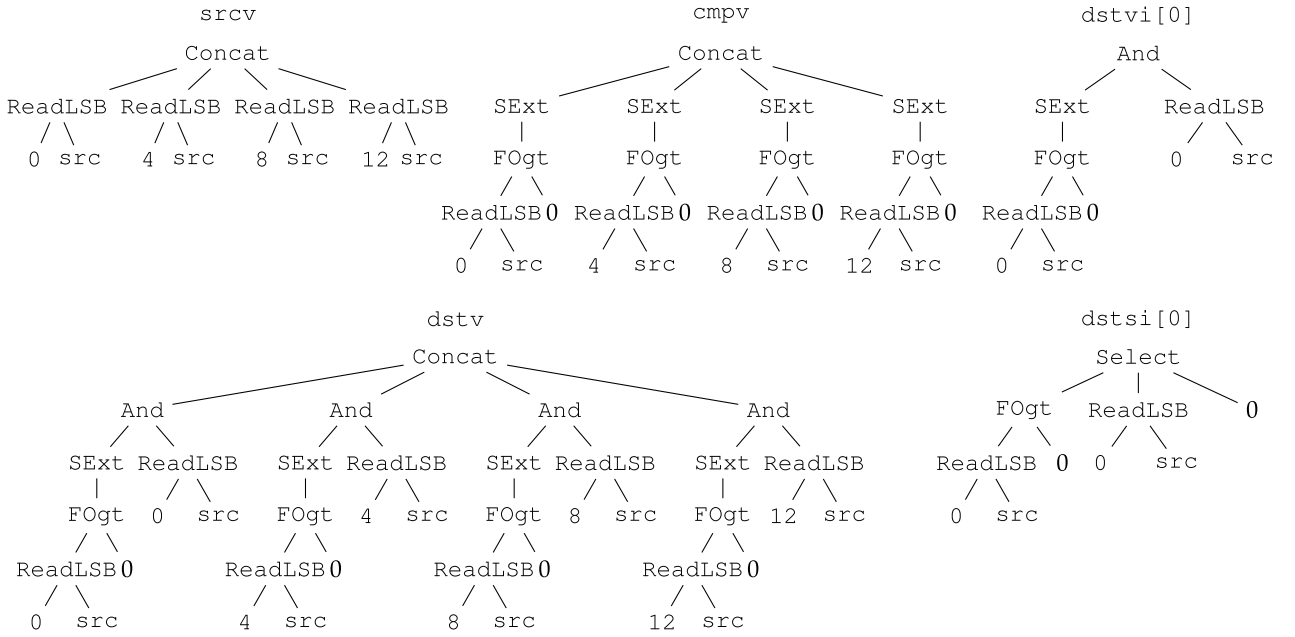 srcv cmpv dstvi[0]
Concat Concat And
ReadLSB ReadLSB ReadLSB ReadLSB SExt SExt SExt SExt SExt ReadLSB
0 src 4 src 8 src 12 src FOgt FOgt FOgt FOgt FOgt 0 src
ReadLSB 0 ReadLSB 0 ReadLSB 0 ReadLSB 0 ReadLSB 0
0 src 4 src 8 src 12 src 0 src
dstv dstsi[0]
Concat Select
And And And And FOgt ReadLSB 0
SExt ReadLSB SExt ReadLSB SExt ReadLSB SExt ReadLSB ReadLSB 0 0 src
FOgt 0 src FOgt 4 src FOgt 8 src FOgt 12 src 0 src
ReadLSB 0 ReadLSB 0 ReadLSB 0 ReadLSB 0
0 src 4 src 8 src 12 src